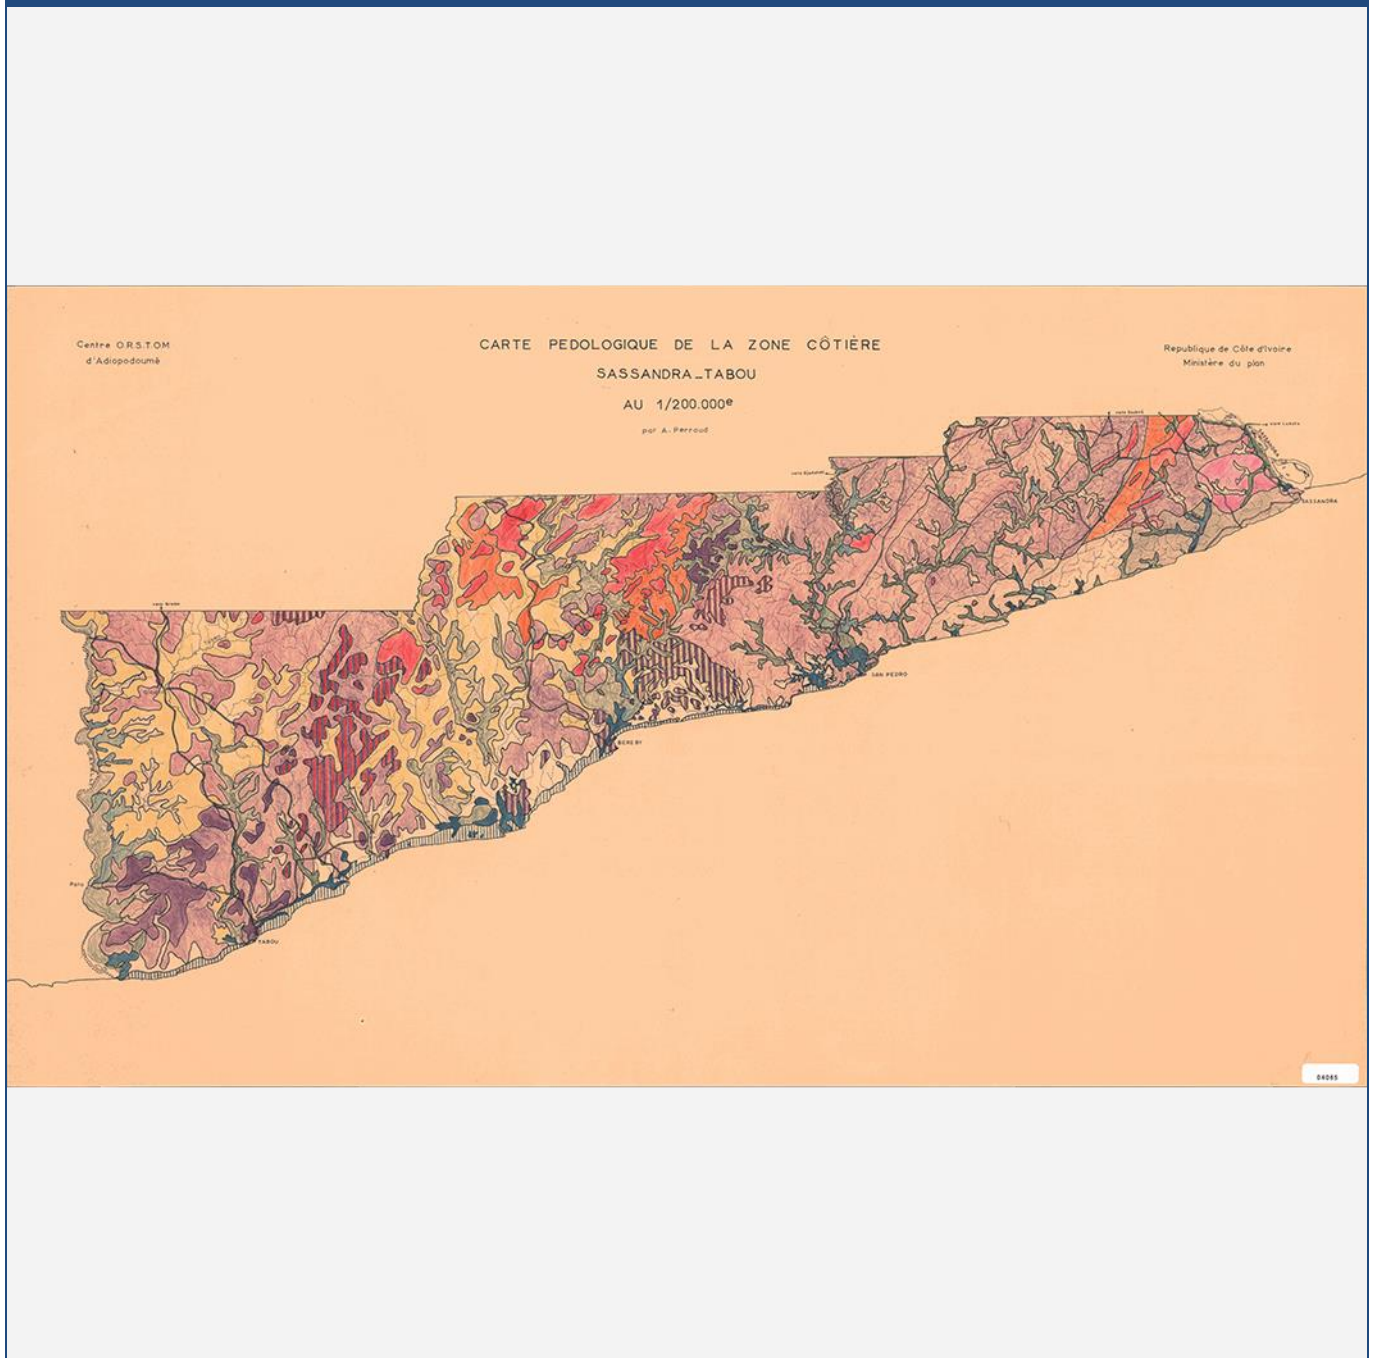 Centre O.R.S.T.OM
d'Adiopodoumé
CARTE PEDOLOGIQUE DE LA ZONE CÔTIÈRE
SASSANDRA_TABOU
AU 1/200.000e
par A. Perraud
Republique de Côte d'Ivoire
Ministère du plan
SASSANDRA
SAN PEDRO
BEREBY
TABOU
04065